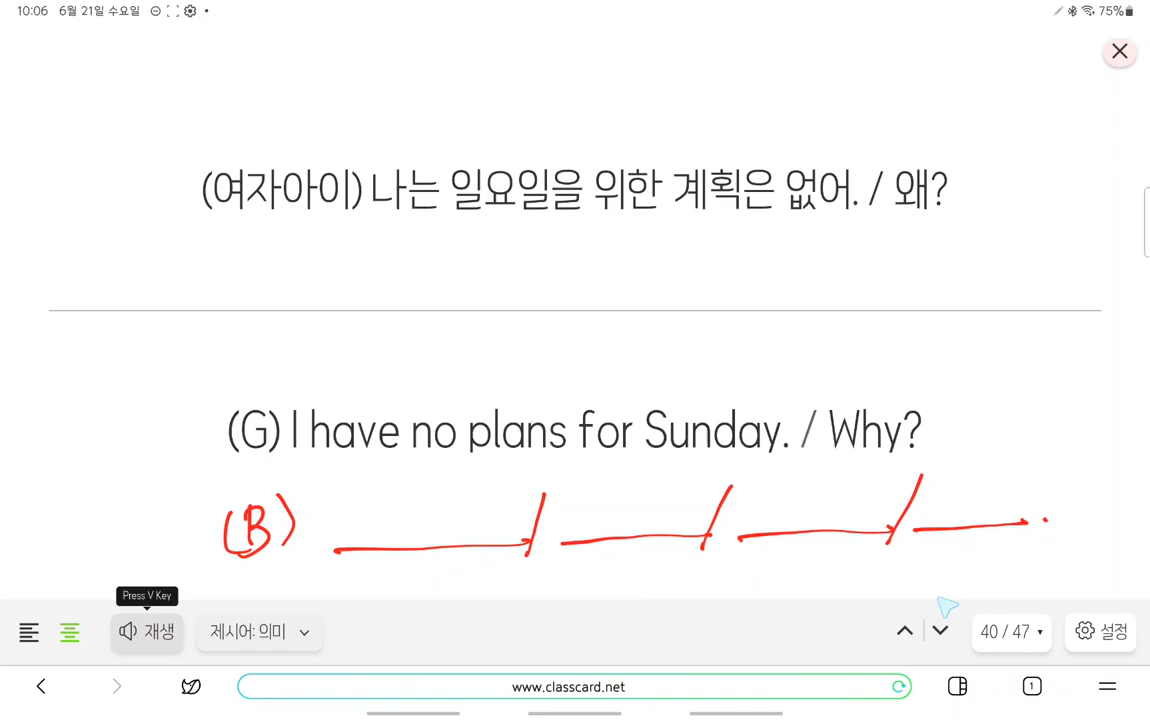 10:06 6월 21일 수요일 75%
(여자아이) 나는 일요일을 위한 계획은 없어. / 왜?
(G) I have no plans for Sunday. / Why?
(B)
Press V Key
재생 제시어: 의미 40 / 47 설정
www.classcard.net 1